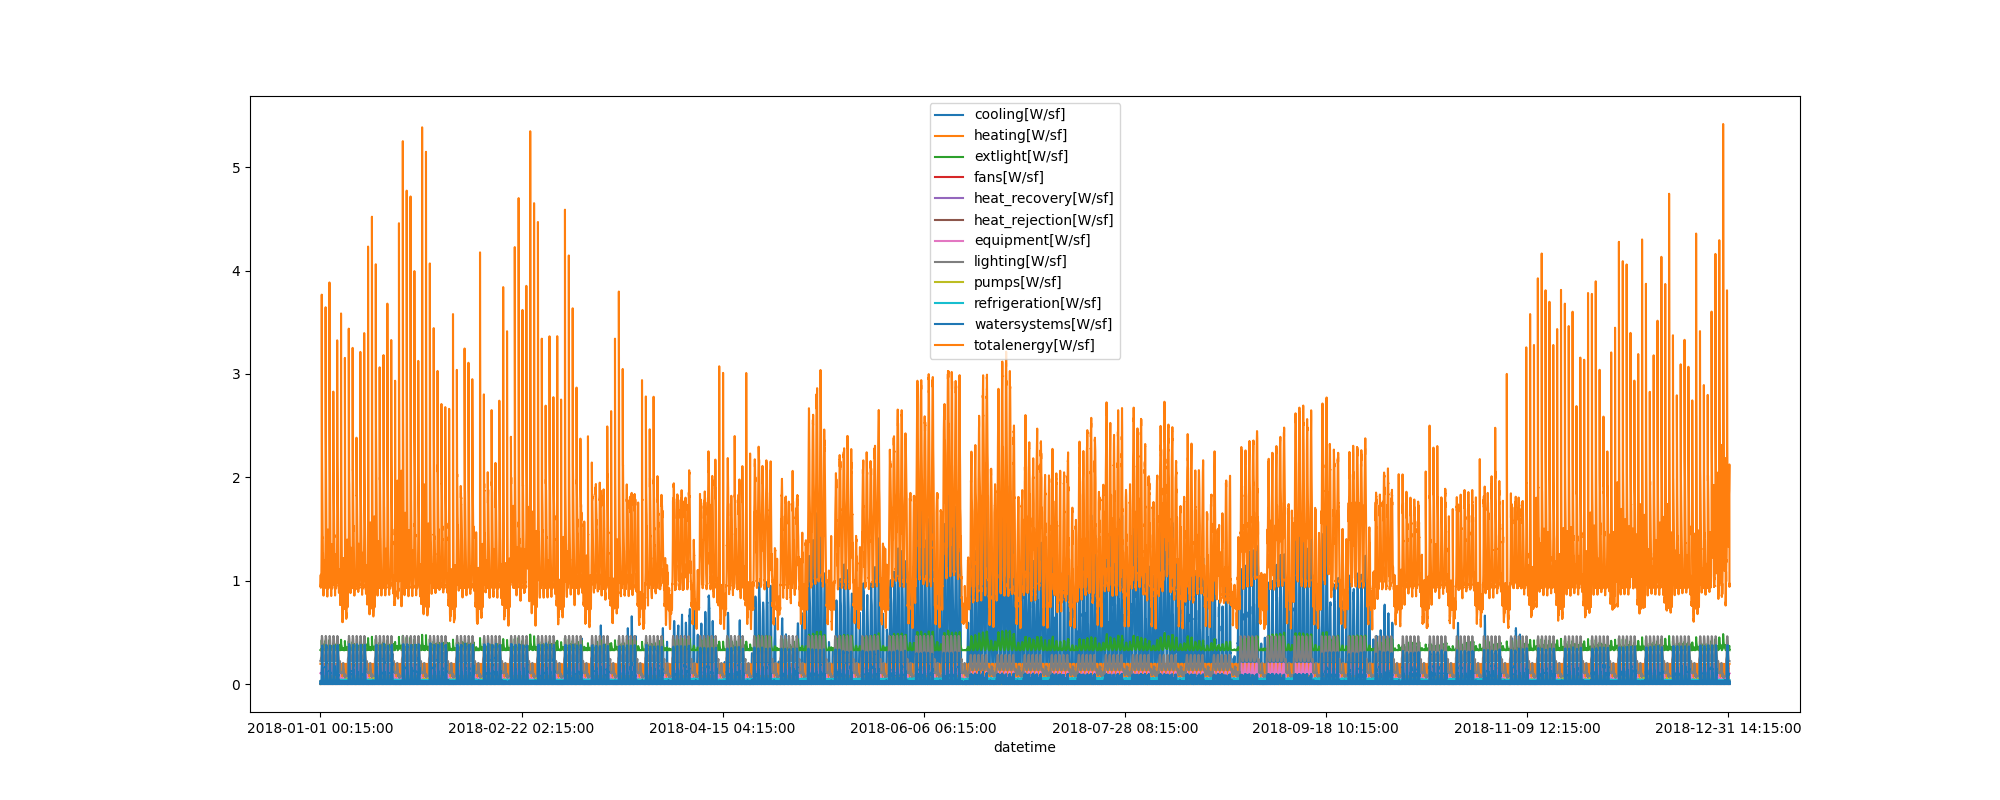 cooling[W/sf]
heating[W/sf]
extlight[W/sf]
fans[W/sf]
heat_recovery[W/sf]
heat_rejection[W/sf]
equipment[W/sf]
lighting[W/sf]
pumps[W/sf]
refrigeration[W/sf]
watersystems[W/sf]
totalenergy[W/sf]
5
4
3
2
1
0
2018-01-01 00:15:00 2018-02-22 02:15:00 2018-04-15 04:15:00 2018-06-06 06:15:00 2018-07-28 08:15:00 2018-09-18 10:15:00 2018-11-09 12:15:00 2018-12-31 14:15:00
datetime